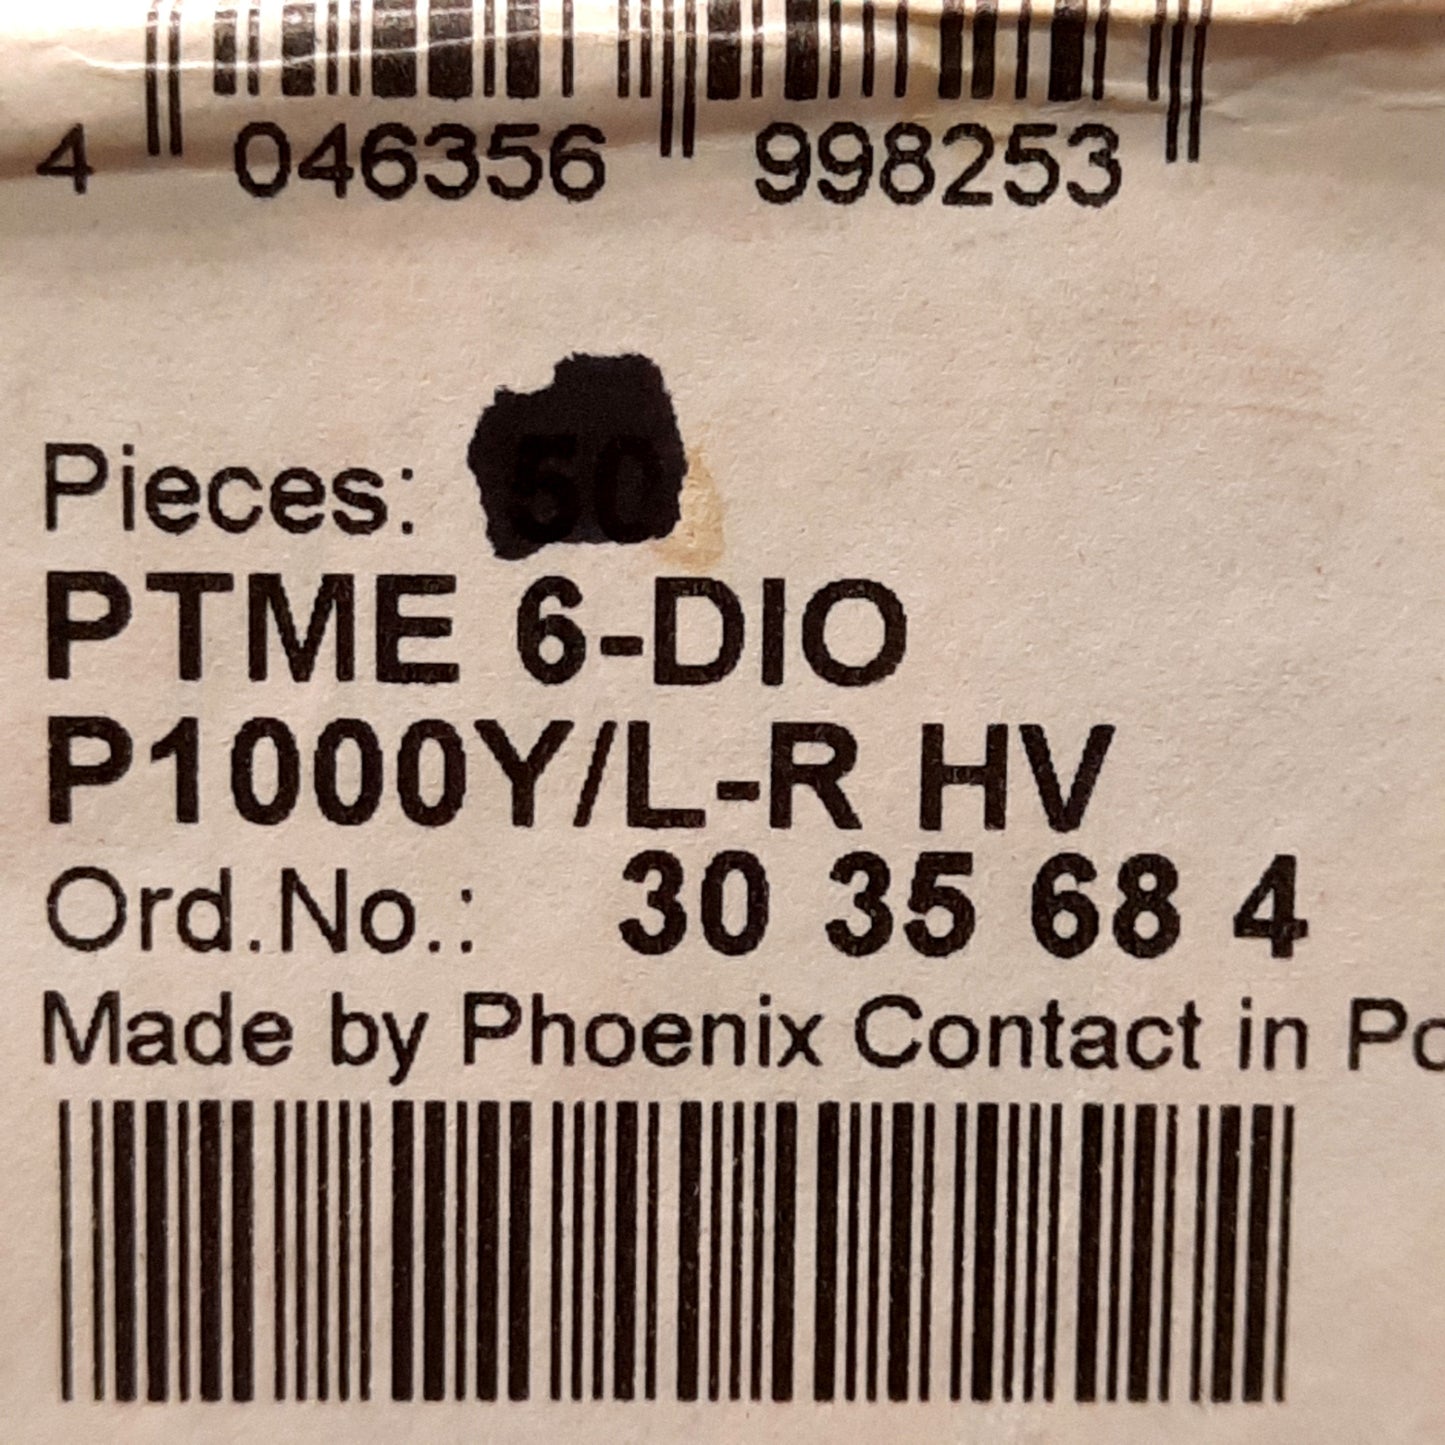 4 046356 998253
Pieces: 50
PTME 6-DIO
P1000Y/L-R HV
Ord.No.: 30 35 68 4
Made by Phoenix Contact in Po